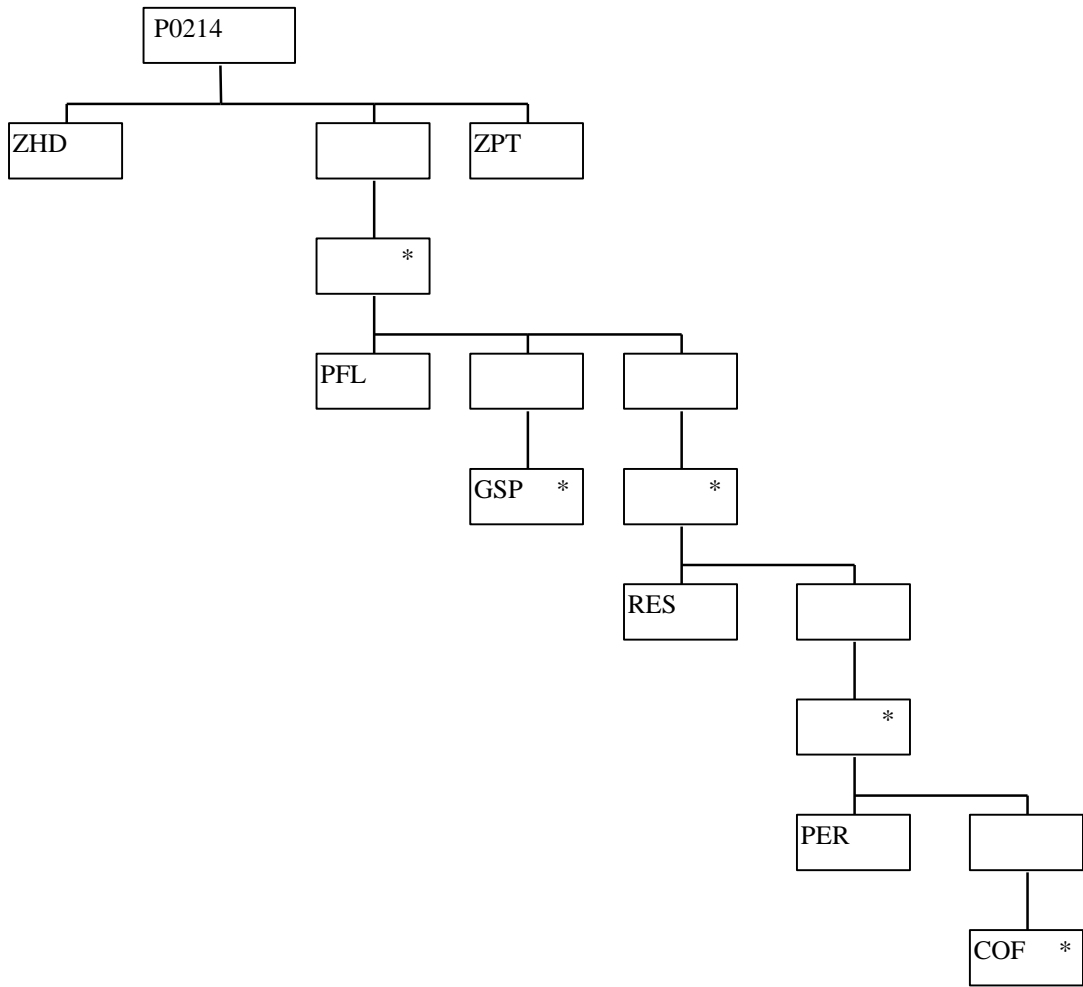 P0214
ZHD
ZPT
*
PFL
GSP *
*
RES
*
PER
COF *